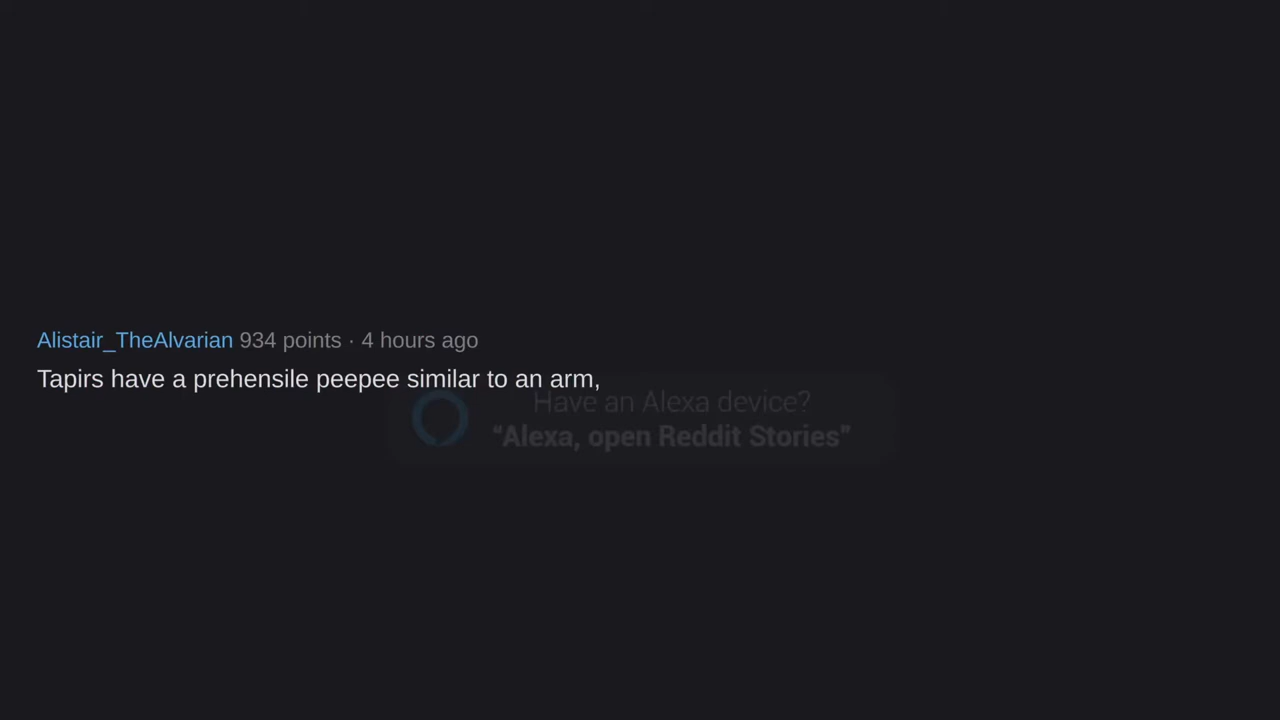 Alistair_TheAlvarian 934 points · 4 hours ago
Tapirs have a prehensile peepee similar to an arm,
Have an Alexa device?
“Alexa, open Reddit Stories”